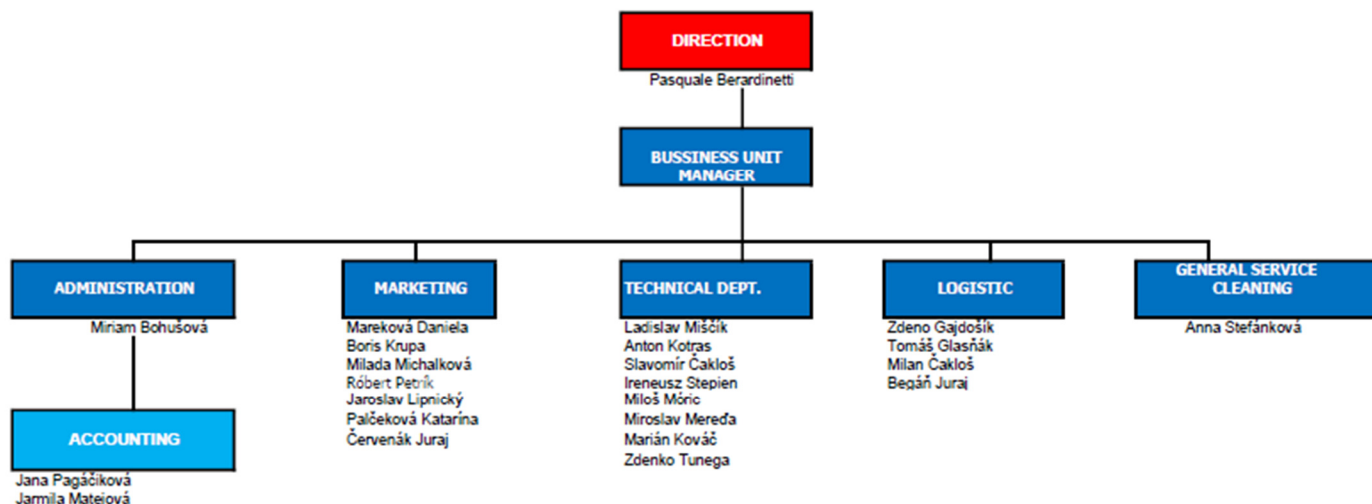 DIRECTION
Pasquale Berardinetti
BUSSINESS UNIT
MANAGER
ADMINISTRATION
Miriam Bohušová
ACCOUNTING
Jana Pagáčiková
Jarmila Matejová
MARKETING
Mareková Daniela
Boris Krupa
Milada Michalková
Róbert Petrík
Jaroslav Lipnický
Palčeková Katarína
Červenák Juraj
TECHNICAL DEPT.
Ladislav Miščík
Anton Kotras
Slavomír Čakloš
Ireneusz Stepien
Miloš Móric
Miroslav Mereďa
Marián Kováč
Zdenko Tunega
LOGISTIC
Zdeno Gajdošík
Tomáš Glasňák
Milan Čakloš
Begáň Juraj
GENERAL SERVICE
CLEANING
Anna Stefánková